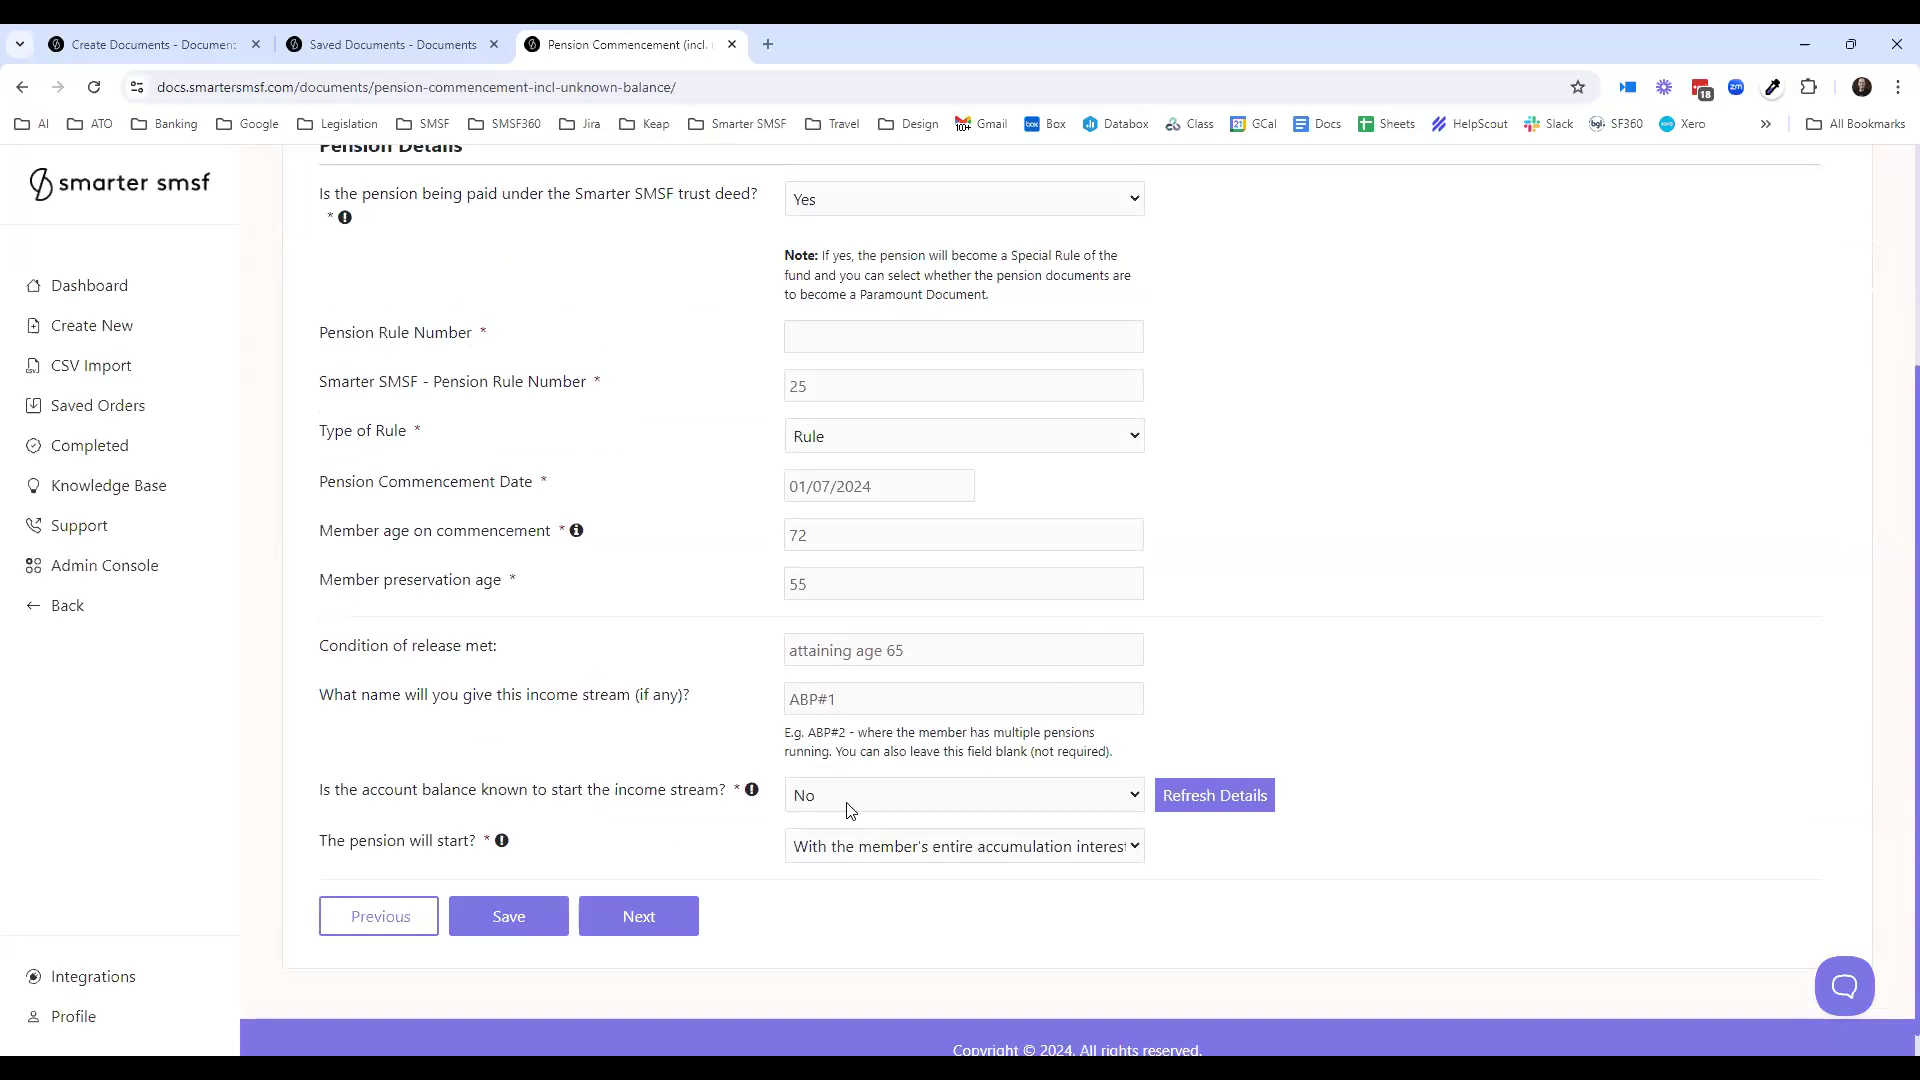 Create Documents - Document
Saved Documents - Documents
Pension Commencement (incl.
docs.smartersmsf.com/documents/pension-commencement-incl-unknown-balance/
18
zm
AI
ATO
Banking
Google
Legislation
SMSF
SMSF360
Jira
Keap
Smarter SMSF
Travel
Design
100+
Gmail
box
Box
Databox
Class
21
GCal
Docs
Sheets
HelpScout
Slack
bgl
SF360
xero
Xero
All Bookmarks
smarter smsf
Dashboard
Create New
CSV Import
Saved Orders
Completed
Knowledge Base
Support
Admin Console
Back
Integrations
Profile
Pension Details
Is the pension being paid under the Smarter SMSF trust deed? *
Yes
Note: If yes, the pension will become a Special Rule of the
fund and you can select whether the pension documents are
to become a Paramount Document.
Pension Rule Number *
Smarter SMSF - Pension Rule Number *
25
Type of Rule *
Rule
Pension Commencement Date *
01/07/2024
Member age on commencement *
72
Member preservation age *
55
Condition of release met:
attaining age 65
What name will you give this income stream (if any)?
ABP#1
E.g. ABP#2 - where the member has multiple pensions
running. You can also leave this field blank (not required).
Is the account balance known to start the income stream? *
No
Refresh Details
The pension will start? *
With the member's entire accumulation interest
Previous
Save
Next
Copyright © 2024. All rights reserved.